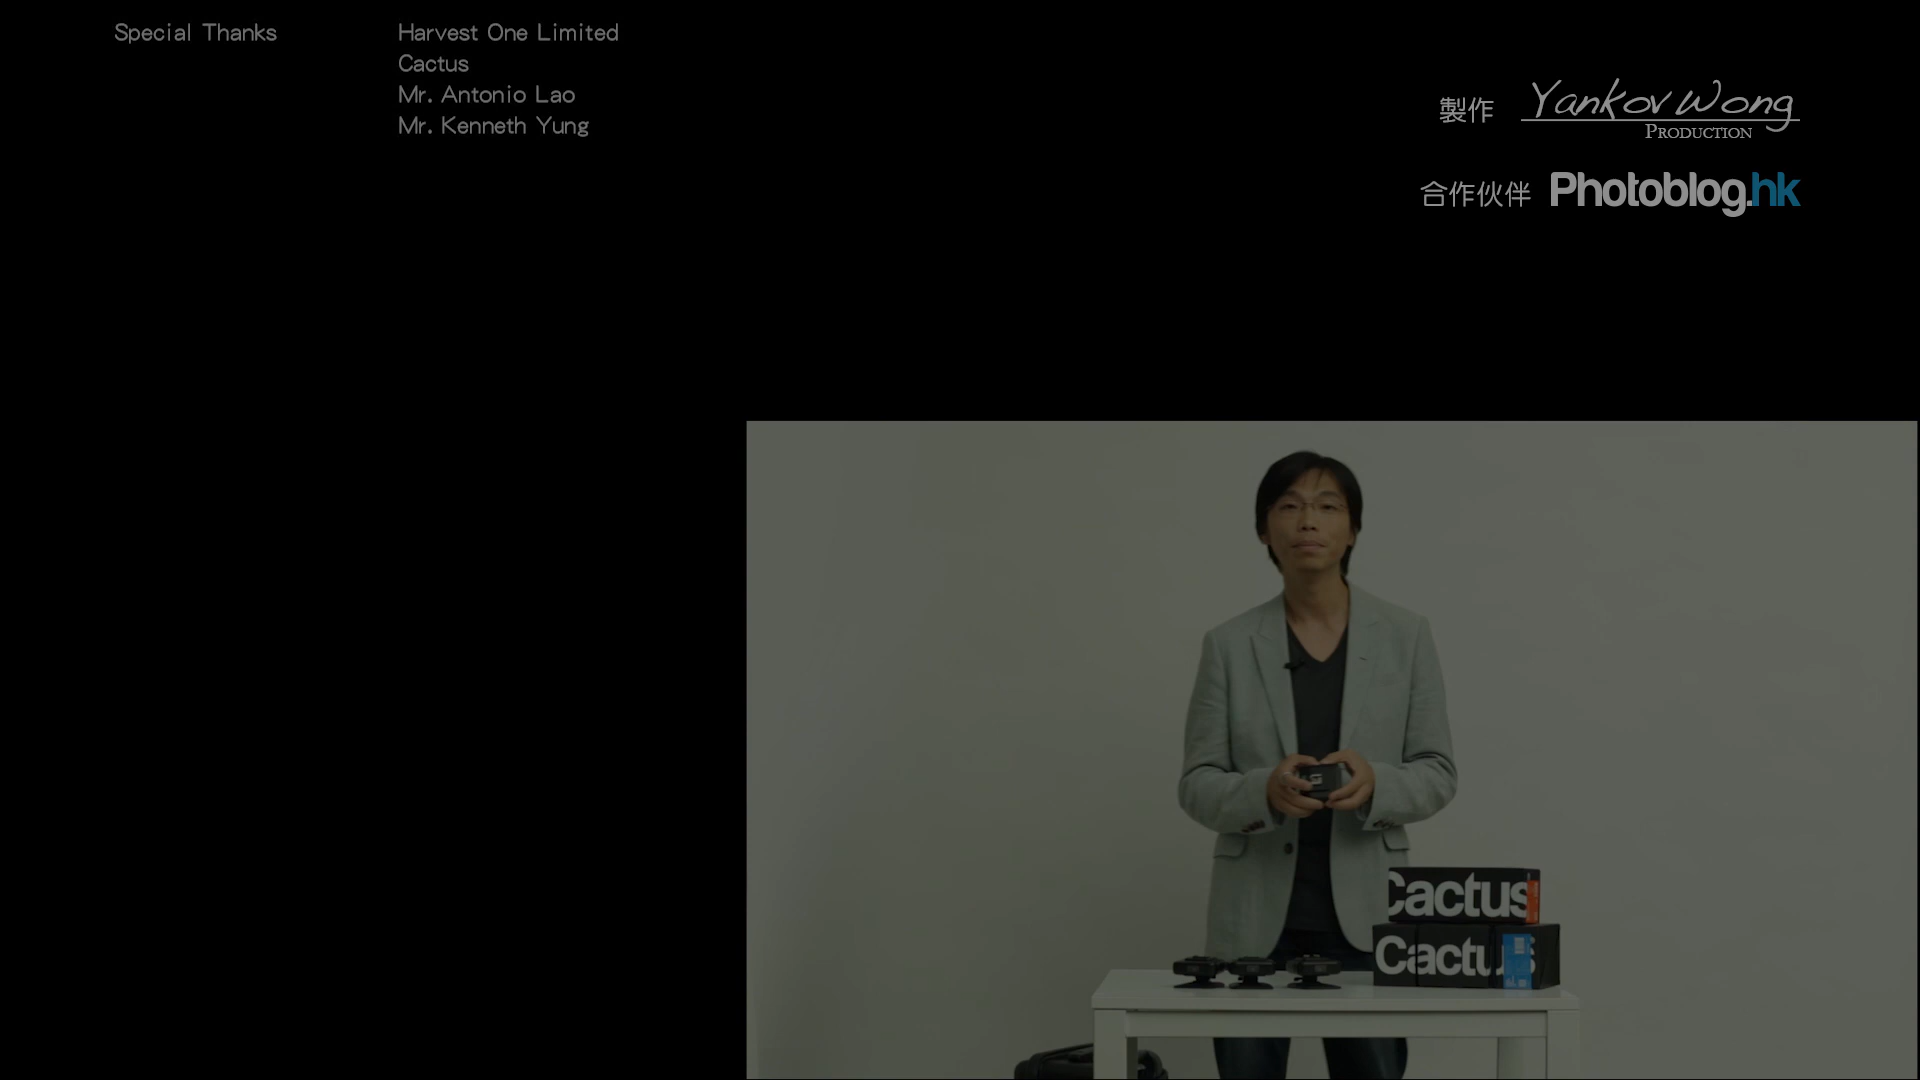 Special Thanks
Harvest One Limited
Cactus
Mr. Antonio Lao
Mr. Kenneth Yung
製作 Yankov Wong
PRODUCTION
合作伙伴 Photoblog.hk
Cactus
Cactus